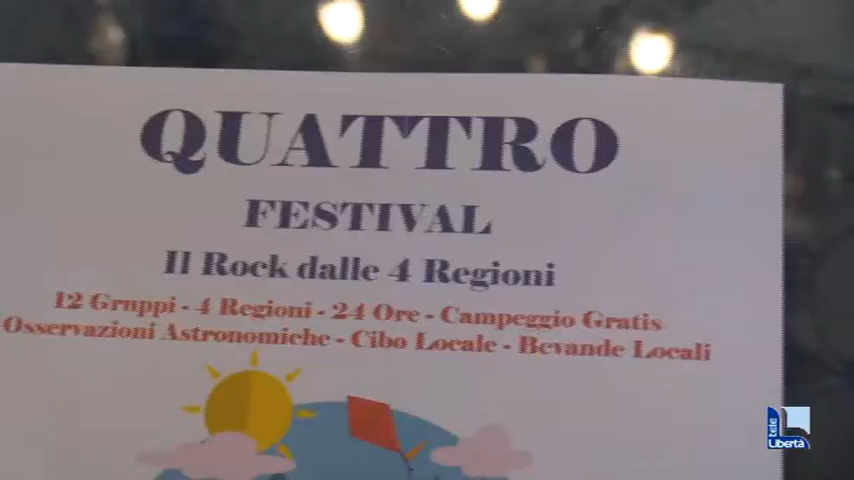 QUATTRO
FESTIVAL
Il Rock dalle 4 Regioni
12 Gruppi - 4 Regioni - 24 Ore - Campeggio Gratis
Osservazioni Astronomiche - Cibo Locale - Bevande Locali
tele
Libertà